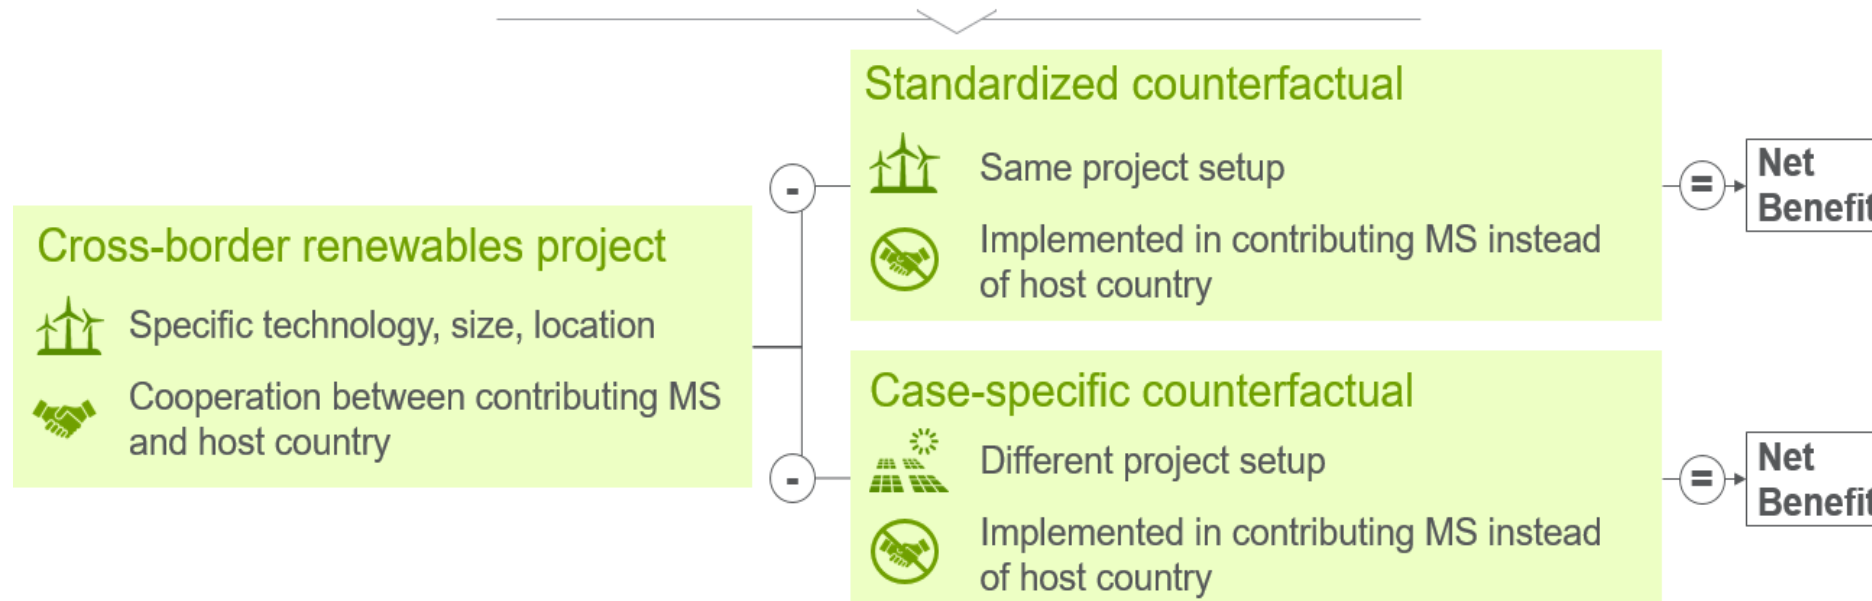 Cross-border renewables project
Specific technology, size, location
Cooperation between contributing MS
and host country
-
-
Standardized counterfactual
Same project setup
Implemented in contributing MS instead
of host country
=
Net
Benefit
Case-specific counterfactual
Different project setup
Implemented in contributing MS instead
of host country
=
Net
Benefit